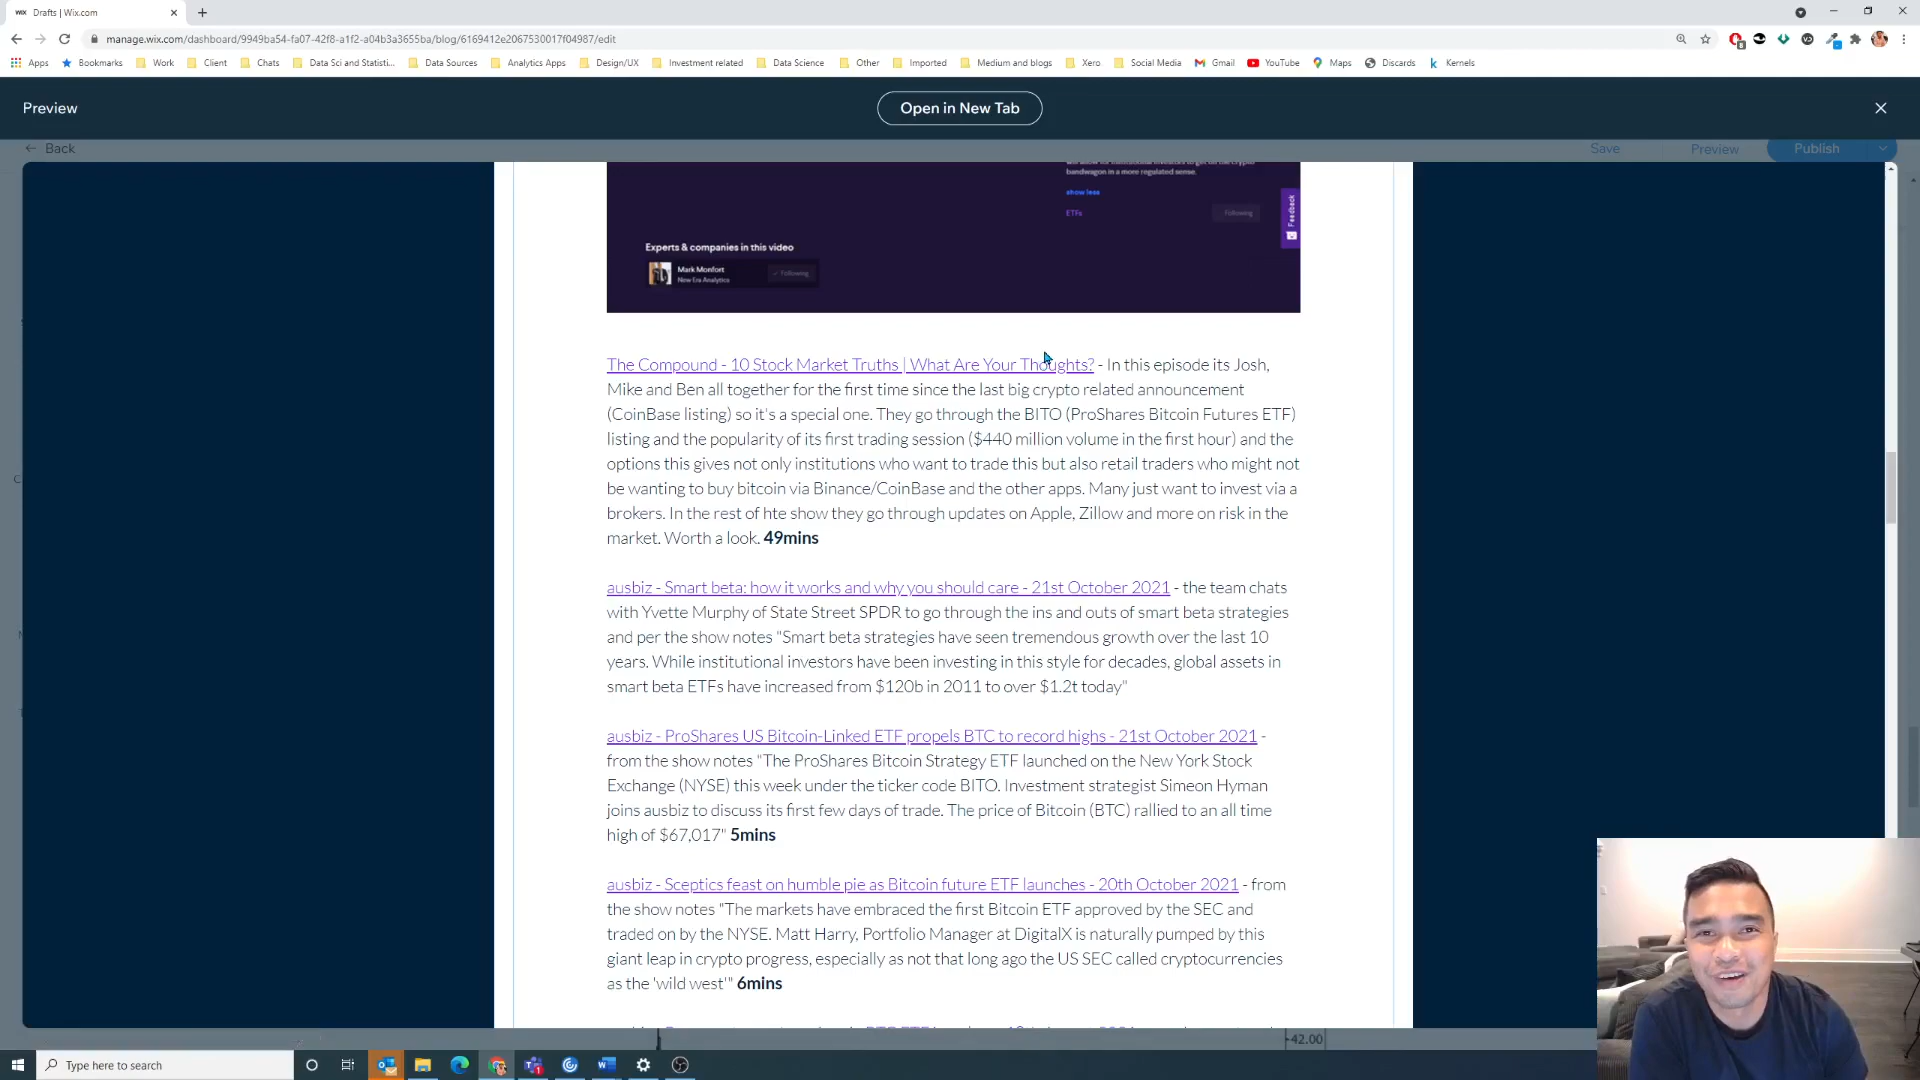 Drafts | Wix.com
manage.wix.com/dashboard/9949ba54-fa07-42f8-a1f2-a04b3a3655ba/blog/6169412e2067530017f04987/edit
Apps Bookmarks Work Client Chats Data Sci and Statisti... Data Sources Analytics Apps Design/UX Investment related Data Science Other Imported Medium and blogs Xero Social Media Gmail YouTube Maps Discards Kernels
Preview Open in New Tab
Back Save Preview Publish
bandwagon in a more regulated sense.
show less
ETFs Following
Feedback
Experts & companies in this video
Mark Monfort
New Era Analytics
Following
The Compound - 10 Stock Market Truths | What Are Your Thoughts? - In this episode its Josh,
Mike and Ben all together for the first time since the last big crypto related announcement
(CoinBase listing) so it's a special one. They go through the BITO (ProShares Bitcoin Futures ETF)
listing and the popularity of its first trading session ($440 million volume in the first hour) and the
options this gives not only institutions who want to trade this but also retail traders who might not
be wanting to buy bitcoin via Binance/CoinBase and the other apps. Many just want to invest via a
brokers. In the rest of hte show they go through updates on Apple, Zillow and more on risk in the
market. Worth a look. 49mins
ausbiz - Smart beta: how it works and why you should care - 21st October 2021 - the team chats
with Yvette Murphy of State Street SPDR to go through the ins and outs of smart beta strategies
and per the show notes "Smart beta strategies have seen tremendous growth over the last 10
years. While institutional investors have been investing in this style for decades, global assets in
smart beta ETFs have increased from $120b in 2011 to over $1.2t today"
ausbiz - ProShares US Bitcoin-Linked ETF propels BTC to record highs - 21st October 2021 -
from the show notes "The ProShares Bitcoin Strategy ETF launched on the New York Stock
Exchange (NYSE) this week under the ticker code BITO. Investment strategist Simeon Hyman
joins ausbiz to discuss its first few days of trade. The price of Bitcoin (BTC) rallied to an all time
high of $67,017" 5mins
ausbiz - Sceptics feast on humble pie as Bitcoin future ETF launches - 20th October 2021 - from
the show notes "The markets have embraced the first Bitcoin ETF approved by the SEC and
traded on by the NYSE. Matt Harry, Portfolio Manager at DigitalX is naturally pumped by this
giant leap in crypto progress, especially as not that long ago the US SEC called cryptocurrencies
as the 'wild west'" 6mins
42.00
Type here to search